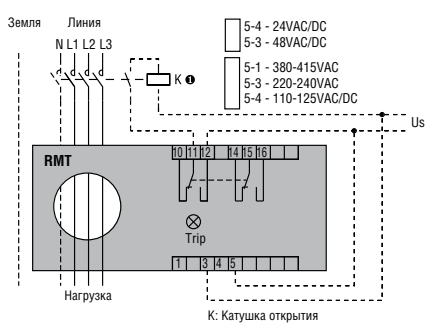 Земля Линия
N L1 L2 L3
K ❶
5-4 - 24VAC/DC
5-3 - 48VAC/DC
5-1 - 380-415VAC
5-3 - 220-240VAC
5-4 - 110-125VAC/DC
Us
RMT
10 11 12 14 15 16
Trip
1 3 4 5
Нагрузка
K: Катушка открытия